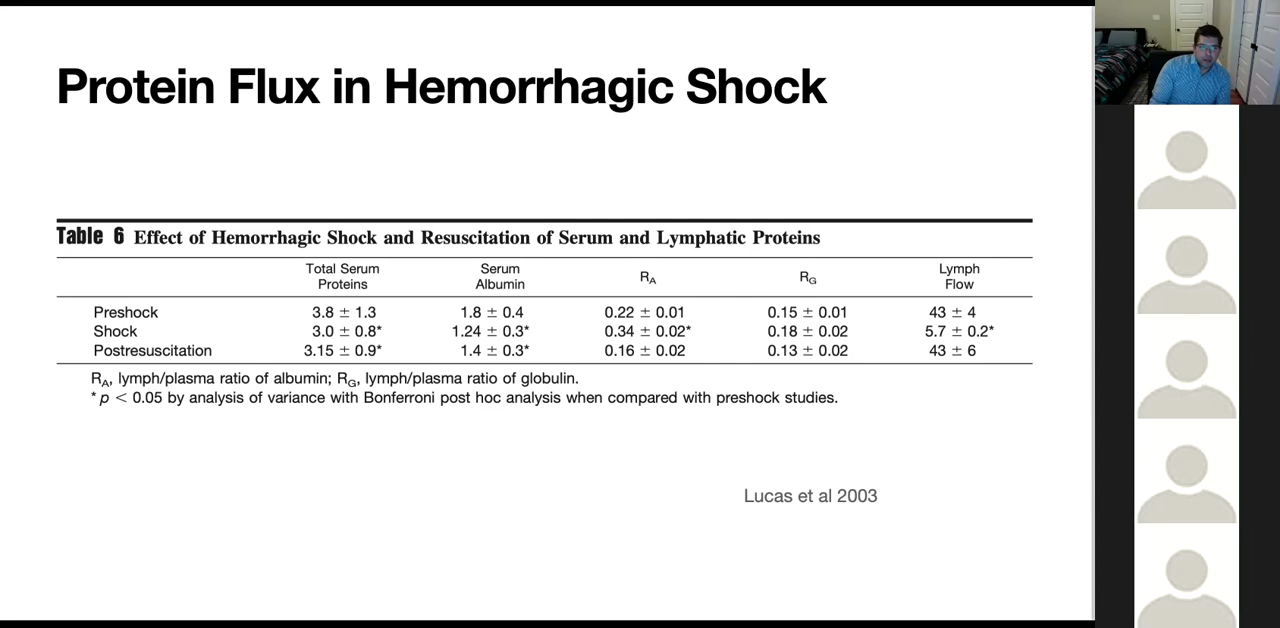 Protein Flux in Hemorrhagic Shock
Table 6 Effect of Hemorrhagic Shock and Resuscitation of Serum and Lymphatic Proteins
Total Serum Proteins Serum Albumin RA RG Lymph Flow
Preshock 3.8 ± 1.3 1.8 ± 0.4 0.22 ± 0.01 0.15 ± 0.01 43 ± 4
Shock 3.0 ± 0.8* 1.24 ± 0.3* 0.34 ± 0.02* 0.18 ± 0.02 5.7 ± 0.2*
Postresuscitation 3.15 ± 0.9* 1.4 ± 0.3* 0.16 ± 0.02 0.13 ± 0.02 43 ± 6
RA, lymph/plasma ratio of albumin; RG, lymph/plasma ratio of globulin.
* p < 0.05 by analysis of variance with Bonferroni post hoc analysis when compared with preshock studies.
Lucas et al 2003